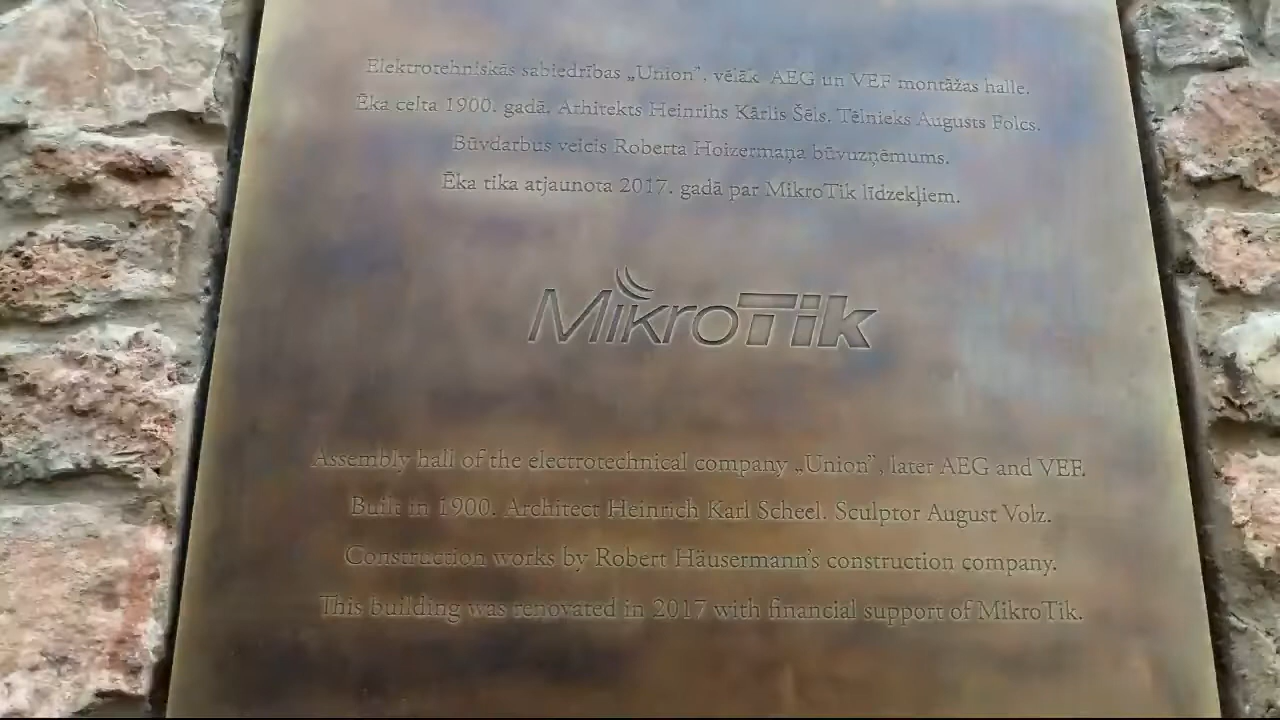 Elektrotehniskās sabiedrības „Union”, vēlāk AEG un VEF montāžas halle.
Ēka celta 1900. gadā. Arhitekts Heinrihs Kārlis Šēls. Tēlnieks Augusts Folcs.
Būvdarbus veicis Roberta Hoizermaņa būvuzņēmums.
Ēka tika atjaunota 2017. gadā par MikroTik līdzekļiem.
MikroTik
Assembly hall of the electrotechnical company „Union”, later AEG and VEF.
Built in 1900. Architect Heinrich Karl Scheel. Sculptor August Volz.
Construction works by Robert Häusermann's construction company.
This building was renovated in 2017 with financial support of MikroTik.